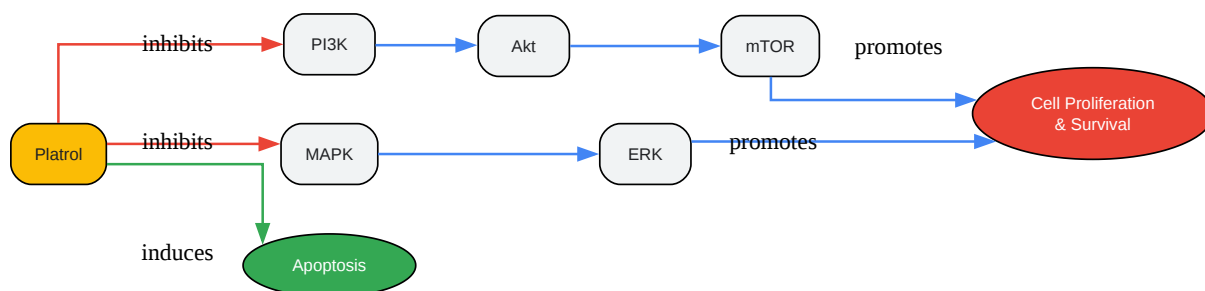 inhibits
PI3K
Akt
mTOR
promotes
Cell Proliferation
& Survival
Platrol
inhibits
MAPK
ERK
promotes
induces
Apoptosis